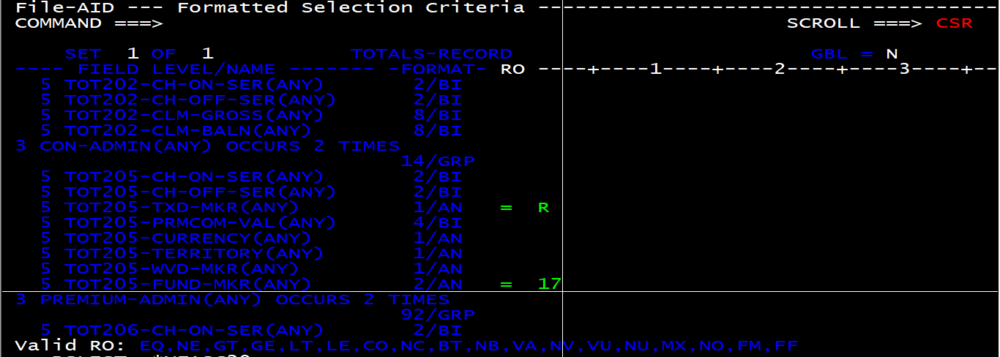 File-AID --- Formatted Selection Criteria -------------------------------------
COMMAND ===> SCROLL ===> CSR
SET 1 OF 1 TOTALS-RECORD GBL = N
---- FIELD LEVEL/NAME ------- -FORMAT- RO ----+----1----+----2----+----3----+--
5 TOT202-CH-ON-SER(ANY) 2/BI
5 TOT202-CH-OFF-SER(ANY) 2/BI
5 TOT202-CLM-GROSS(ANY) 8/BI
5 TOT202-CLM-BALN(ANY) 8/BI
3 CON-ADMIN(ANY) OCCURS 2 TIMES
14/GRP
5 TOT205-CH-ON-SER(ANY) 2/BI
5 TOT205-CH-OFF-SER(ANY) 2/BI
5 TOT205-TXD-MKR(ANY) 1/AN = R
5 TOT205-PRMCOM-VAL(ANY) 4/BI
5 TOT205-CURRENCY(ANY) 1/AN
5 TOT205-TERRITORY(ANY) 1/AN
5 TOT205-WVD-MKR(ANY) 1/AN
5 TOT205-FUND-MKR(ANY) 2/AN = 17
3 PREMIUM-ADMIN(ANY) OCCURS 2 TIMES
92/GRP
5 TOT206-CH-ON-SER(ANY) 2/BI
Valid RO: EQ,NE,GT,GE,LT,LE,CO,NC,BT,NB,VA,NV,VU,NU,MX,NO,FM,FF